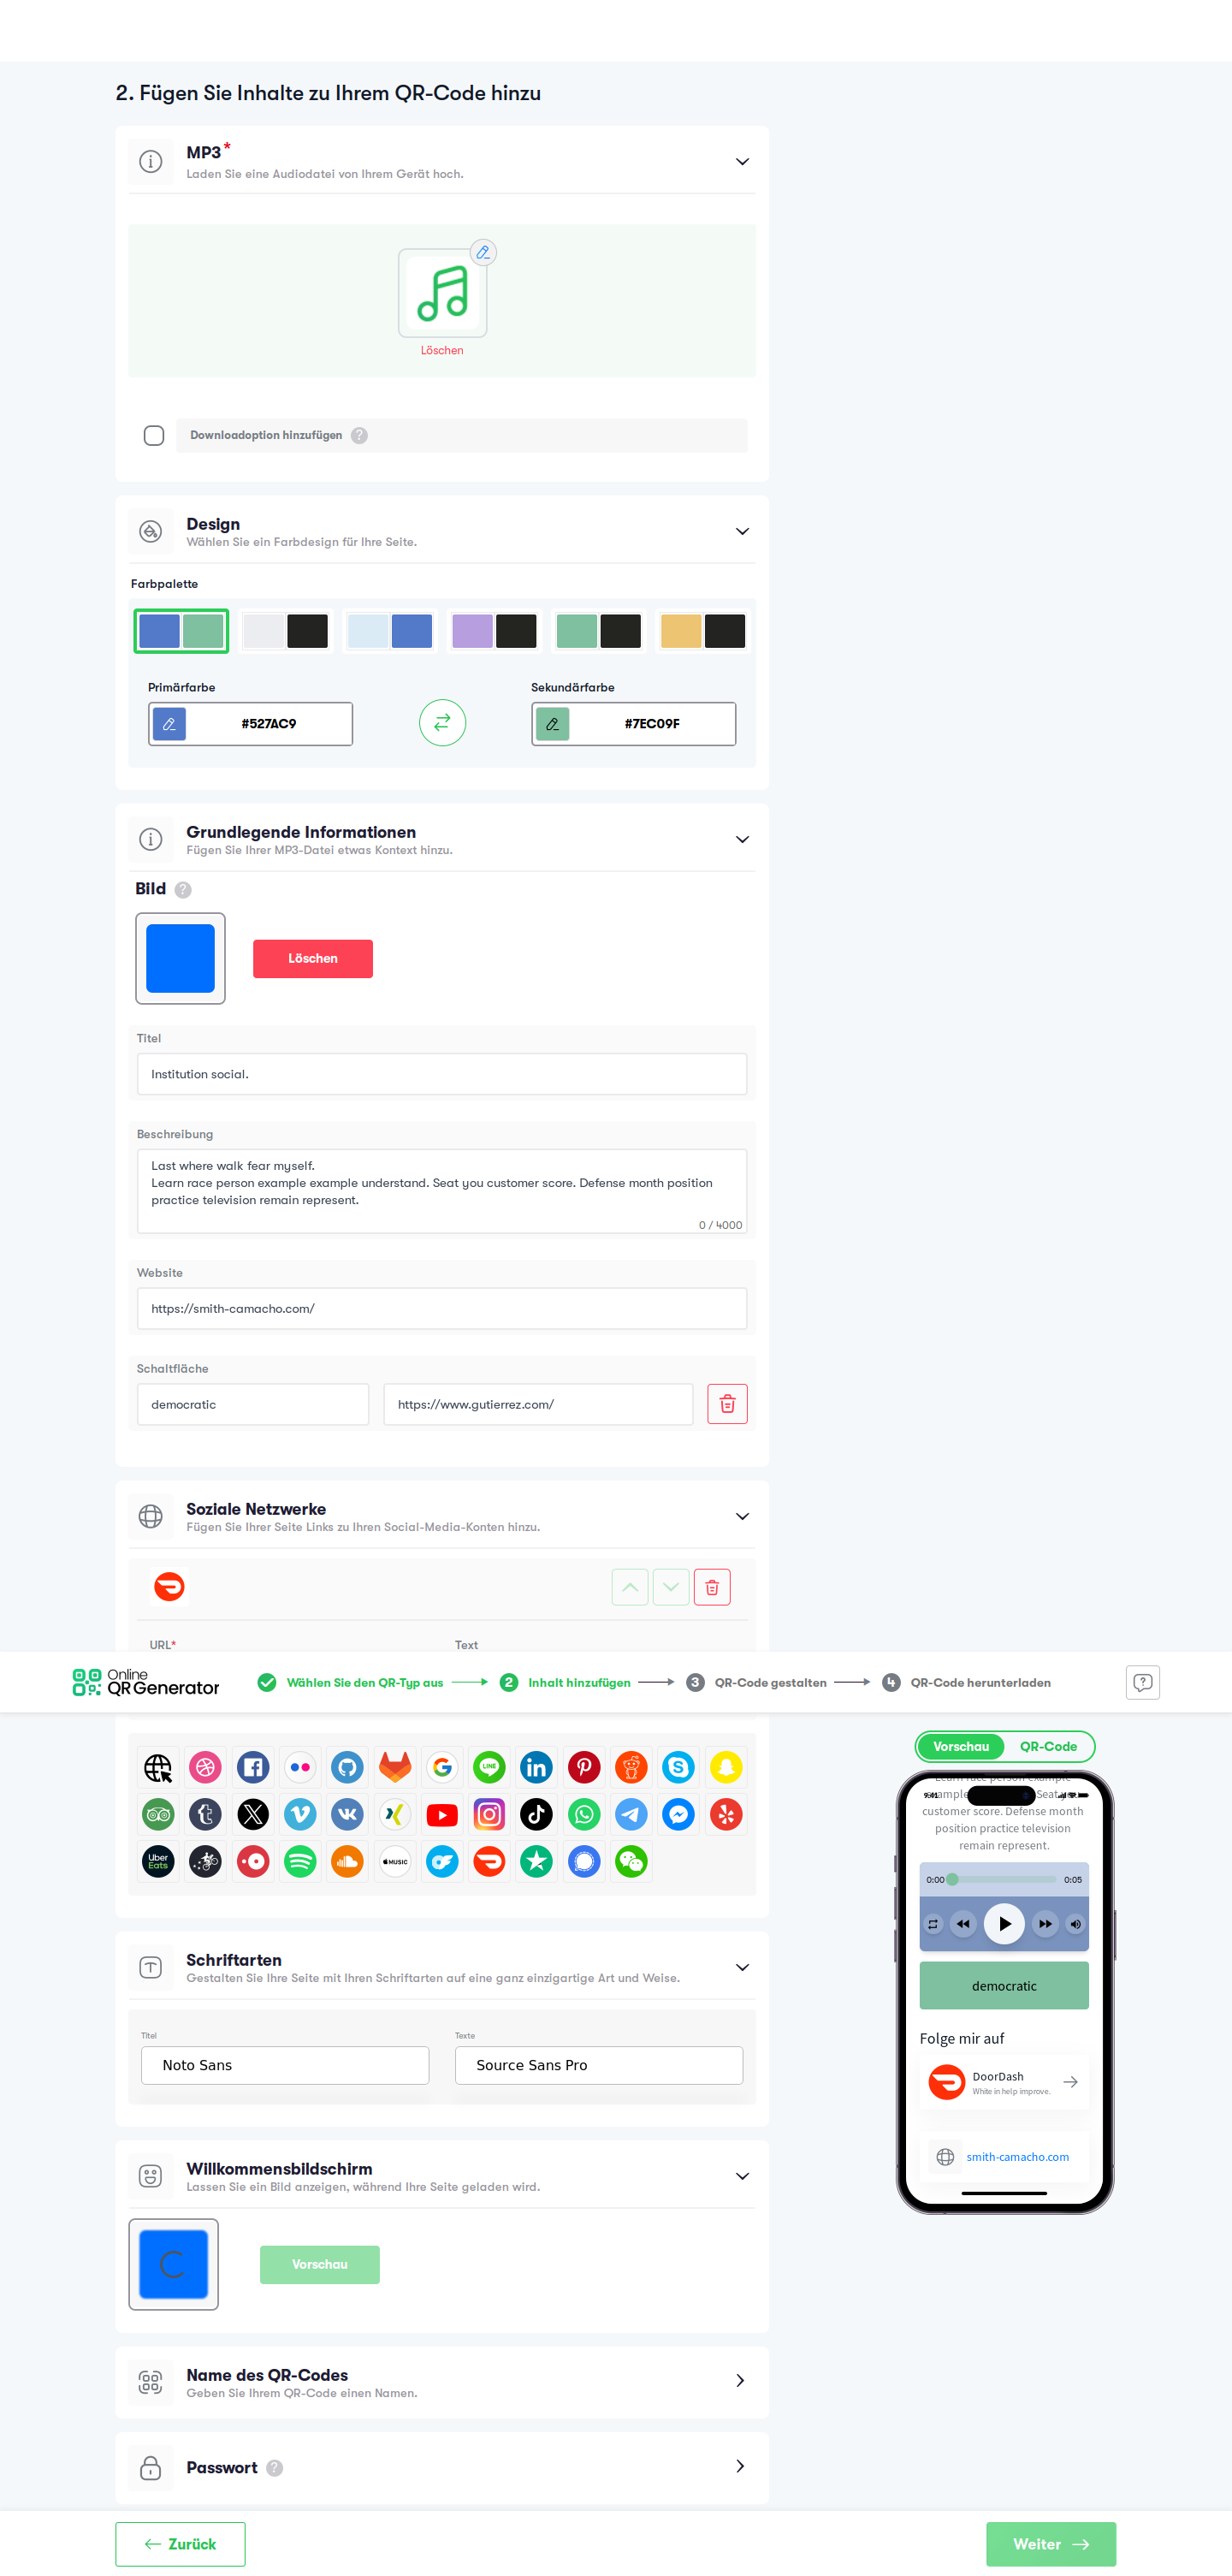 2. Fügen Sie Inhalte zu Ihrem QR-Code hinzu
MP3*
Laden Sie eine Audiodatei von Ihrem Gerät hoch.
Löschen
Downloadoption hinzufügen ?
Design
Wählen Sie ein Farbdesign für Ihre Seite.
Farbpalette
Primärfarbe
Sekundärfarbe
#527AC9
#7EC09F
Grundlegende Informationen
Fügen Sie Ihrer MP3-Datei etwas Kontext hinzu.
Bild ?
Löschen
Titel
Institution social.
Beschreibung
Last where walk fear myself.
Learn race person example example understand. Seat you customer score. Defense month position
practice television remain represent.
0 / 4000
Website
https://smith-camacho.com/
Schaltfläche
democratic
https://www.gutierrez.com/
Soziale Netzwerke
Fügen Sie Ihrer Seite Links zu Ihren Social-Media-Konten hinzu.
URL*
Text
Online
QR Generator
Wählen Sie den QR-Typ aus
2 Inhalt hinzufügen
3 QR-Code gestalten
4 QR-Code herunterladen
Vorschau
QR-Code
LINE
Uber
Eats
MUSIC
Learn race person example
customer score. Defense month
position practice television
remain represent.
0:00
0:05
democratic
Folge mir auf
DoorDash
White in help improve.
smith-camacho.com
Schriftarten
Gestalten Sie Ihre Seite mit Ihren Schriftarten auf eine ganz einzigartige Art und Weise.
Titel
Texte
Noto Sans
Source Sans Pro
Willkommensbildschirm
Lassen Sie ein Bild anzeigen, während Ihre Seite geladen wird.
Vorschau
Name des QR-Codes
Geben Sie Ihrem QR-Code einen Namen.
Passwort ?
Zurück
Weiter